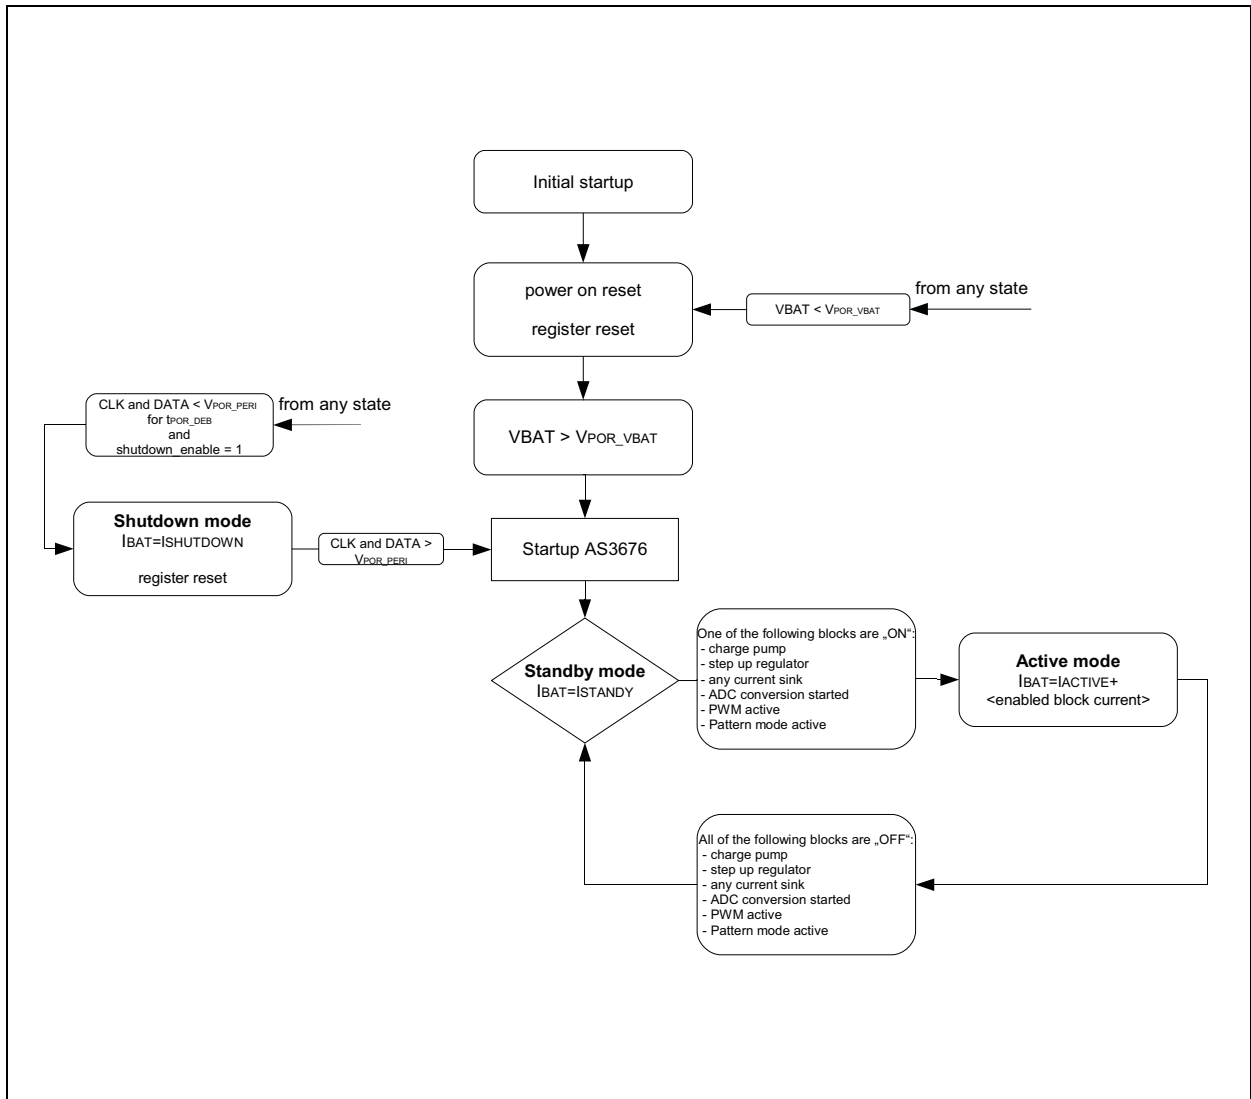 Initial startup
power on reset
register reset
from any state
VBAT < VPOR_VBAT
VBAT > VPOR_VBAT
CLK and DATA < VPOR_PERI
for tPOR_DEB
and
shutdown_enable = 1
from any state
Shutdown mode
IBAT=ISHUTDOWN
register reset
CLK and DATA >
VPOR_PERI
Startup AS3676
Standby mode
IBAT=ISTANDY
One of the following blocks are „ON“:
- charge pump
- step up regulator
- any current sink
- ADC conversion started
- PWM active
- Pattern mode active
Active mode
IBAT=IACTIVE+
<enabled block current>
All of the following blocks are „OFF“:
- charge pump
- step up regulator
- any current sink
- ADC conversion started
- PWM active
- Pattern mode active